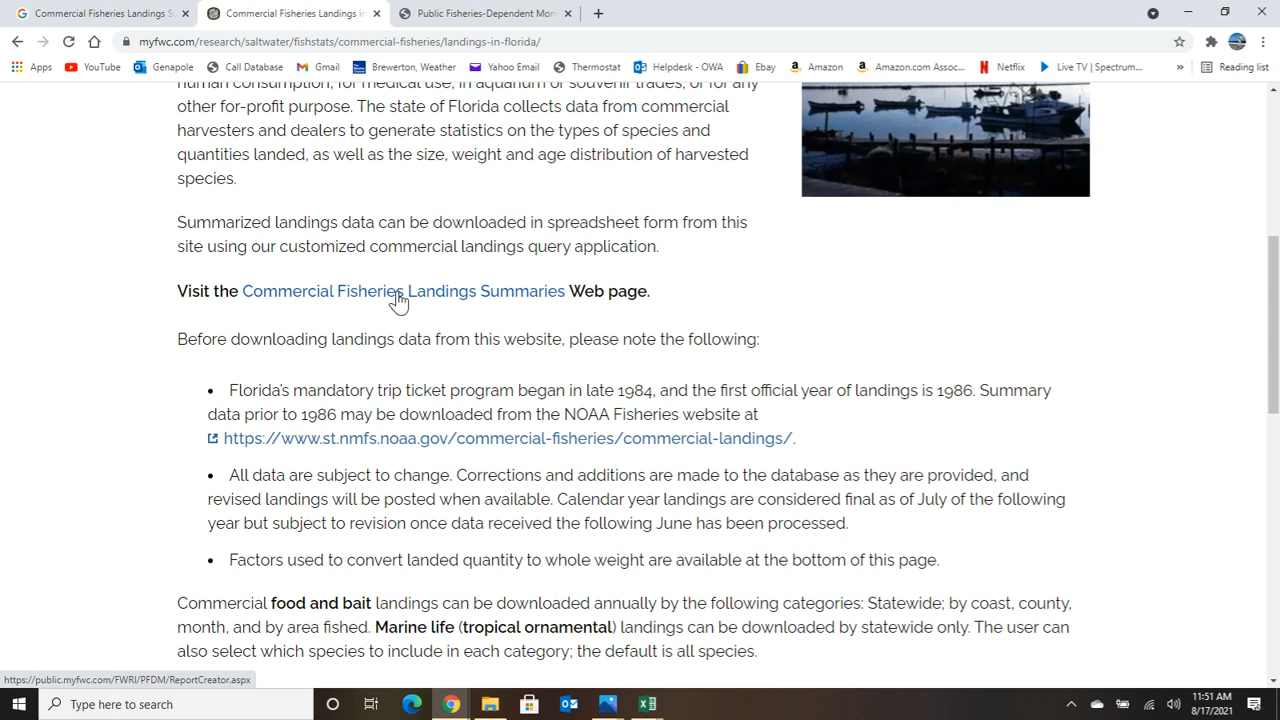 Commercial Fisheries Landings S
Commercial Fisheries Landings in
Public Fisheries-Dependent Mon
myfwc.com/research/saltwater/fishstats/commercial-fisheries/landings-in-florida/
Apps YouTube Genapole Call Database Gmail Brewerton, Weather Yahoo Email Thermostat Helpdesk - OWA Ebay Amazon Amazon.com Assoc... Netflix Live TV | Spectrum... » Reading list
human consumption, for medical use, in aquarium or souvenir trades, or for any
other for-profit purpose. The state of Florida collects data from commercial
harvesters and dealers to generate statistics on the types of species and
quantities landed, as well as the size, weight and age distribution of harvested
species.
Summarized landings data can be downloaded in spreadsheet form from this
site using our customized commercial landings query application.
Visit the Commercial Fisheries Landings Summaries Web page.
Before downloading landings data from this website, please note the following:
• Florida's mandatory trip ticket program began in late 1984, and the first official year of landings is 1986. Summary
data prior to 1986 may be downloaded from the NOAA Fisheries website at
https://www.st.nmfs.noaa.gov/commercial-fisheries/commercial-landings/.
• All data are subject to change. Corrections and additions are made to the database as they are provided, and
revised landings will be posted when available. Calendar year landings are considered final as of July of the following
year but subject to revision once data received the following June has been processed.
• Factors used to convert landed quantity to whole weight are available at the bottom of this page.
Commercial food and bait landings can be downloaded annually by the following categories: Statewide; by coast, county,
month, and by area fished. Marine life (tropical ornamental) landings can be downloaded by statewide only. The user can
also select which species to include in each category; the default is all species.
https://public.myfwc.com/FWRI/PFDM/ReportCreator.aspx
Type here to search
11:51 AM
8/17/2021